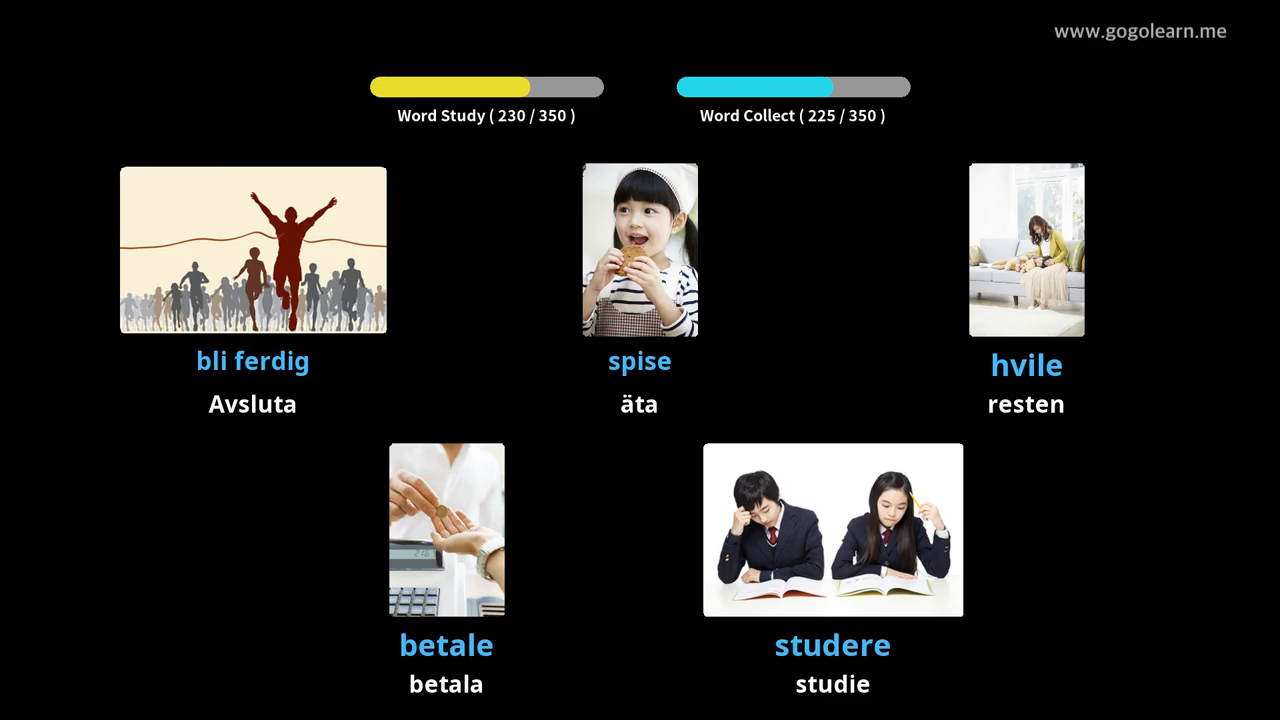 www.gogolearn.me
Word Study ( 230 / 350 )
Word Collect ( 225 / 350 )
bli ferdig
Avsluta
spise
äta
hvile
resten
betale
betala
studere
studie